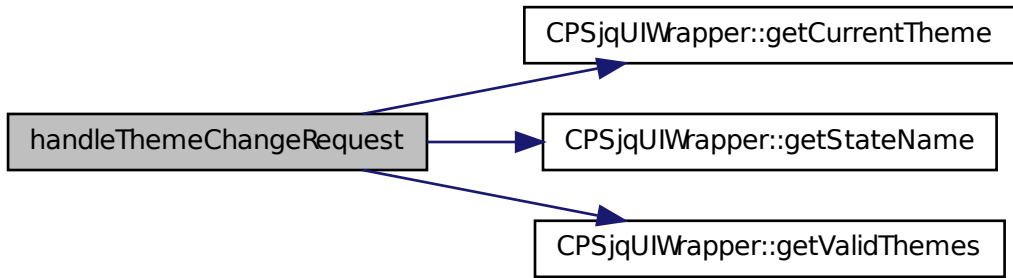 CPSjqUIWrapper::getCurrentTheme
handleThemeChangeRequest
CPSjqUIWrapper::getStateName
CPSjqUIWrapper::getValidThemes